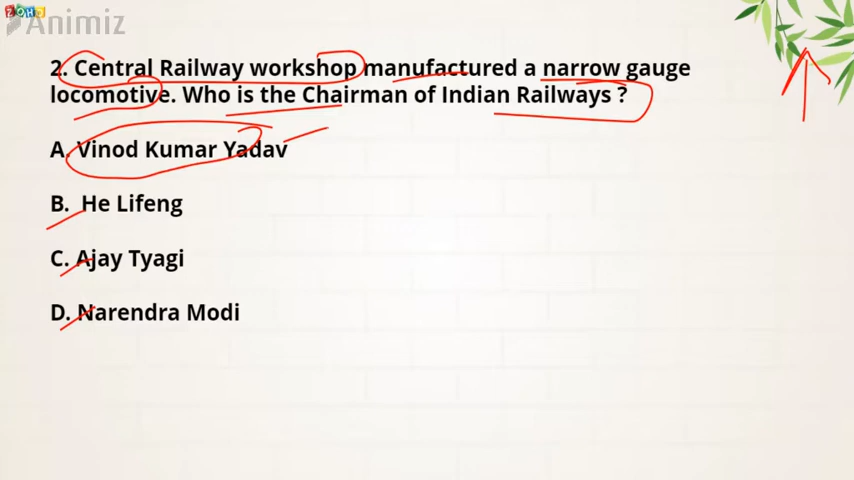 ZOHO
Animiz
2. Central Railway workshop manufactured a narrow gauge
locomotive. Who is the Chairman of Indian Railways ?
A. Vinod Kumar Yadav
B. He Lifeng
C. Ajay Tyagi
D. Narendra Modi